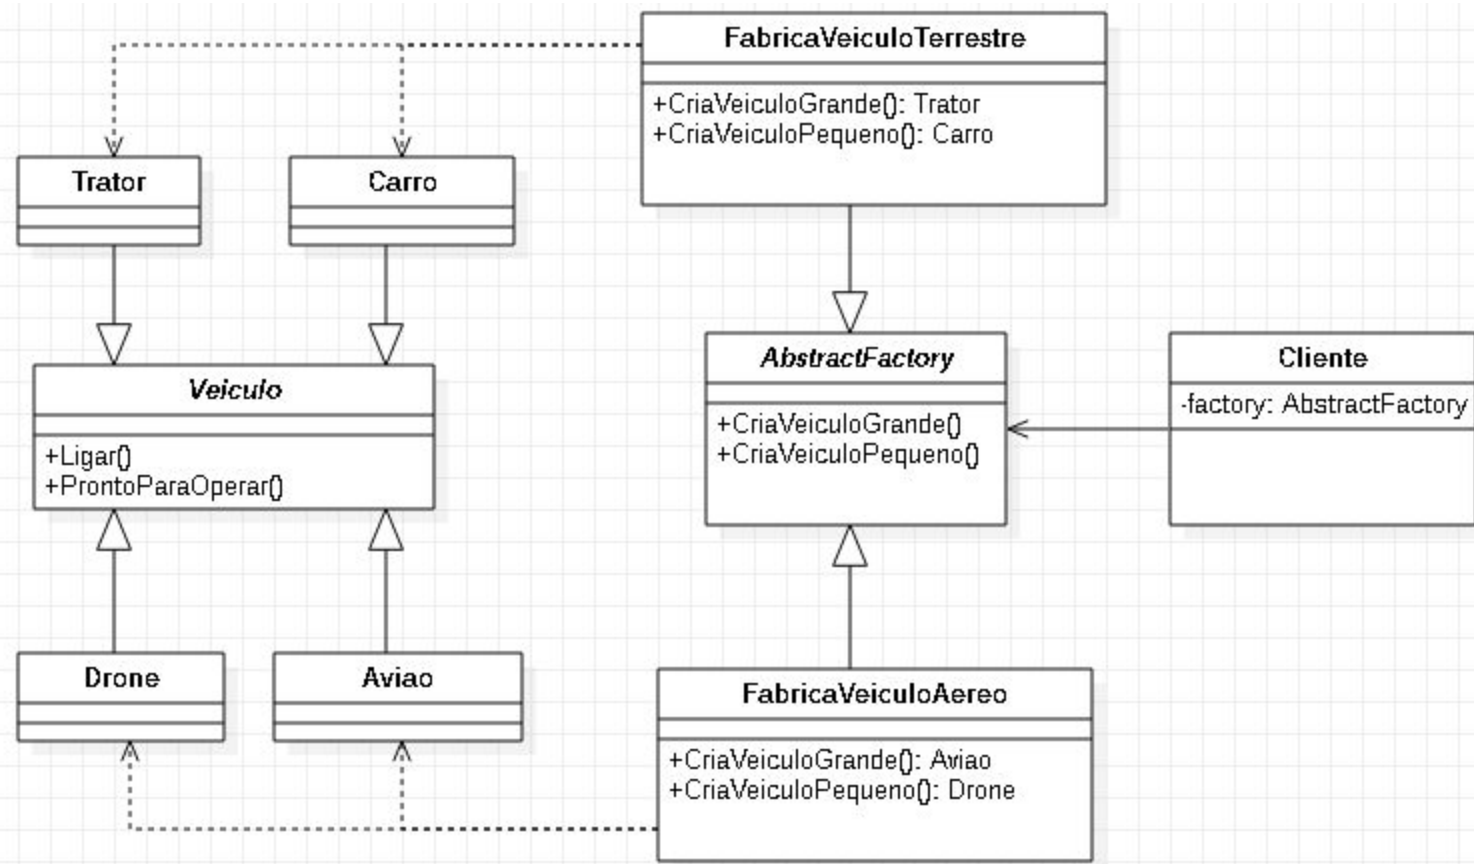 FabricaVeiculoTerrestre
+CriaVeiculoGrande(): Trator
+CriaVeiculoPequeno(): Carro
Trator
Carro
Veiculo
+Ligar()
+ProntoParaOperar()
AbstractFactory
+CriaVeiculoGrande()
+CriaVeiculoPequeno()
Cliente
-factory: AbstractFactory
Drone
Aviao
FabricaVeiculoAereo
+CriaVeiculoGrande(): Aviao
+CriaVeiculoPequeno(): Drone